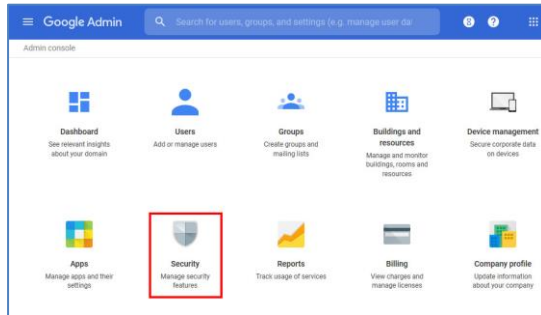 Google Admin
Search for users, groups, and settings (e.g. manage user dat
Admin console
Dashboard
See relevant insights
about your domain
Users
Add or manage users
Groups
Create groups and
mailing lists
Buildings and
resources
Manage and monitor
buildings, rooms and
resources
Device management
Secure corporate data
on devices
Apps
Manage apps and their
settings
Security
Manage security
features
Reports
Track usage of services
Billing
View charges and
manage licenses
Company profile
Update information
about your company